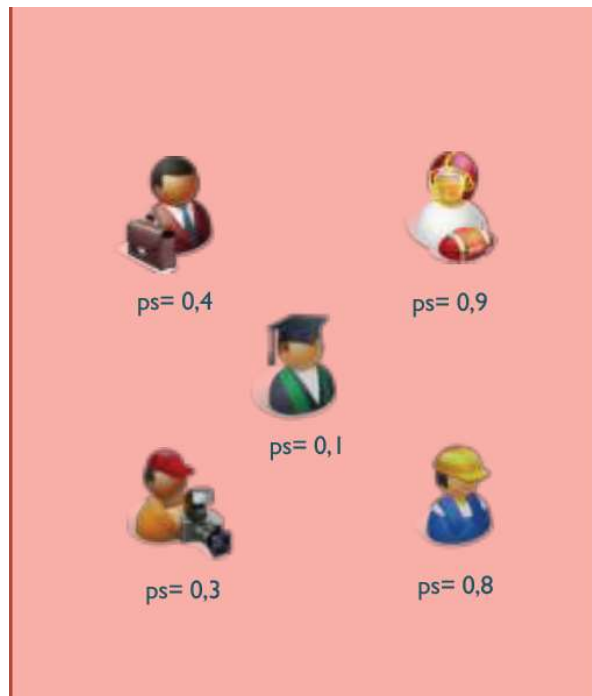 ps= 0,4
ps= 0,9
ps= 0,1
ps= 0,3
ps= 0,8